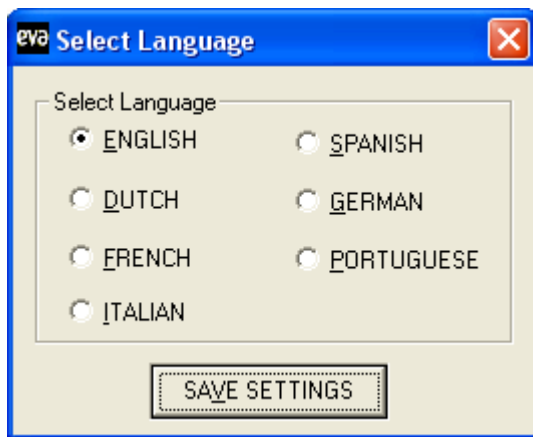 eva Select Language
Select Language
ENGLISH SPANISH
DUTCH GERMAN
FRENCH PORTUGUESE
ITALIAN
SAVE SETTINGS